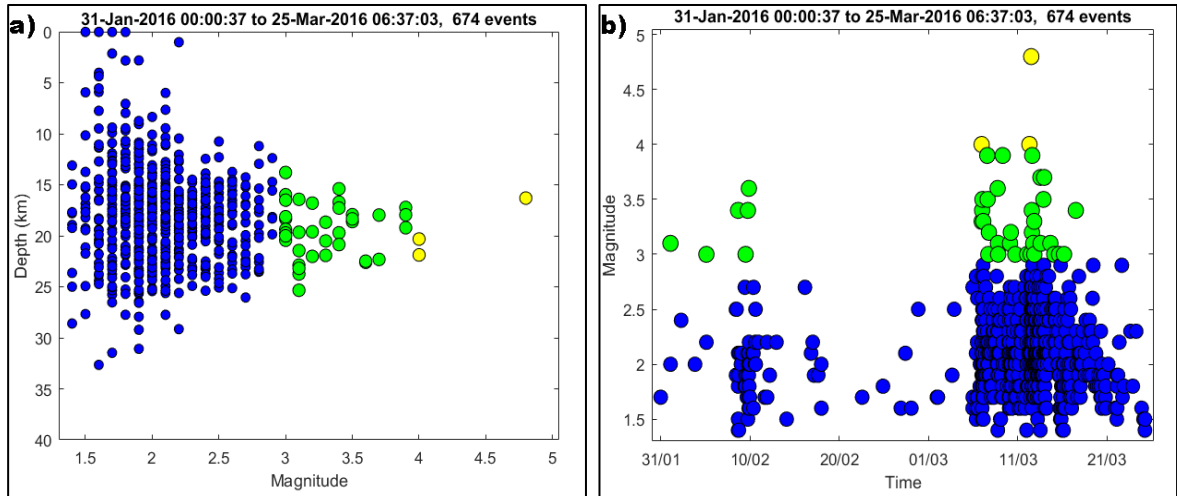 a)
31-Jan-2016 00:00:37 to 25-Mar-2016 06:37:03, 674 events
0
5
10
15
20
25
30
35
40
Depth (km)
1.5 2 2.5 3 3.5 4 4.5 5
Magnitude
b)
31-Jan-2016 00:00:37 to 25-Mar-2016 06:37:03, 674 events
5
4.5
4
3.5
3
2.5
2
1.5
Magnitude
31/01 10/02 20/02 01/03 11/03 21/03
Time